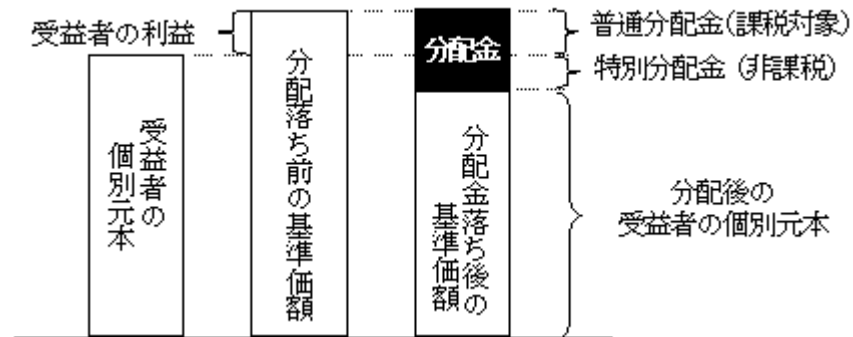 受益者の利益
受益者の
個別元本
分配落ち前の基準価額
分配金
分配金落ち後の
基準価額
普通分配金(課税対象)
特別分配金 (非課税)
分配後の
受益者の個別元本